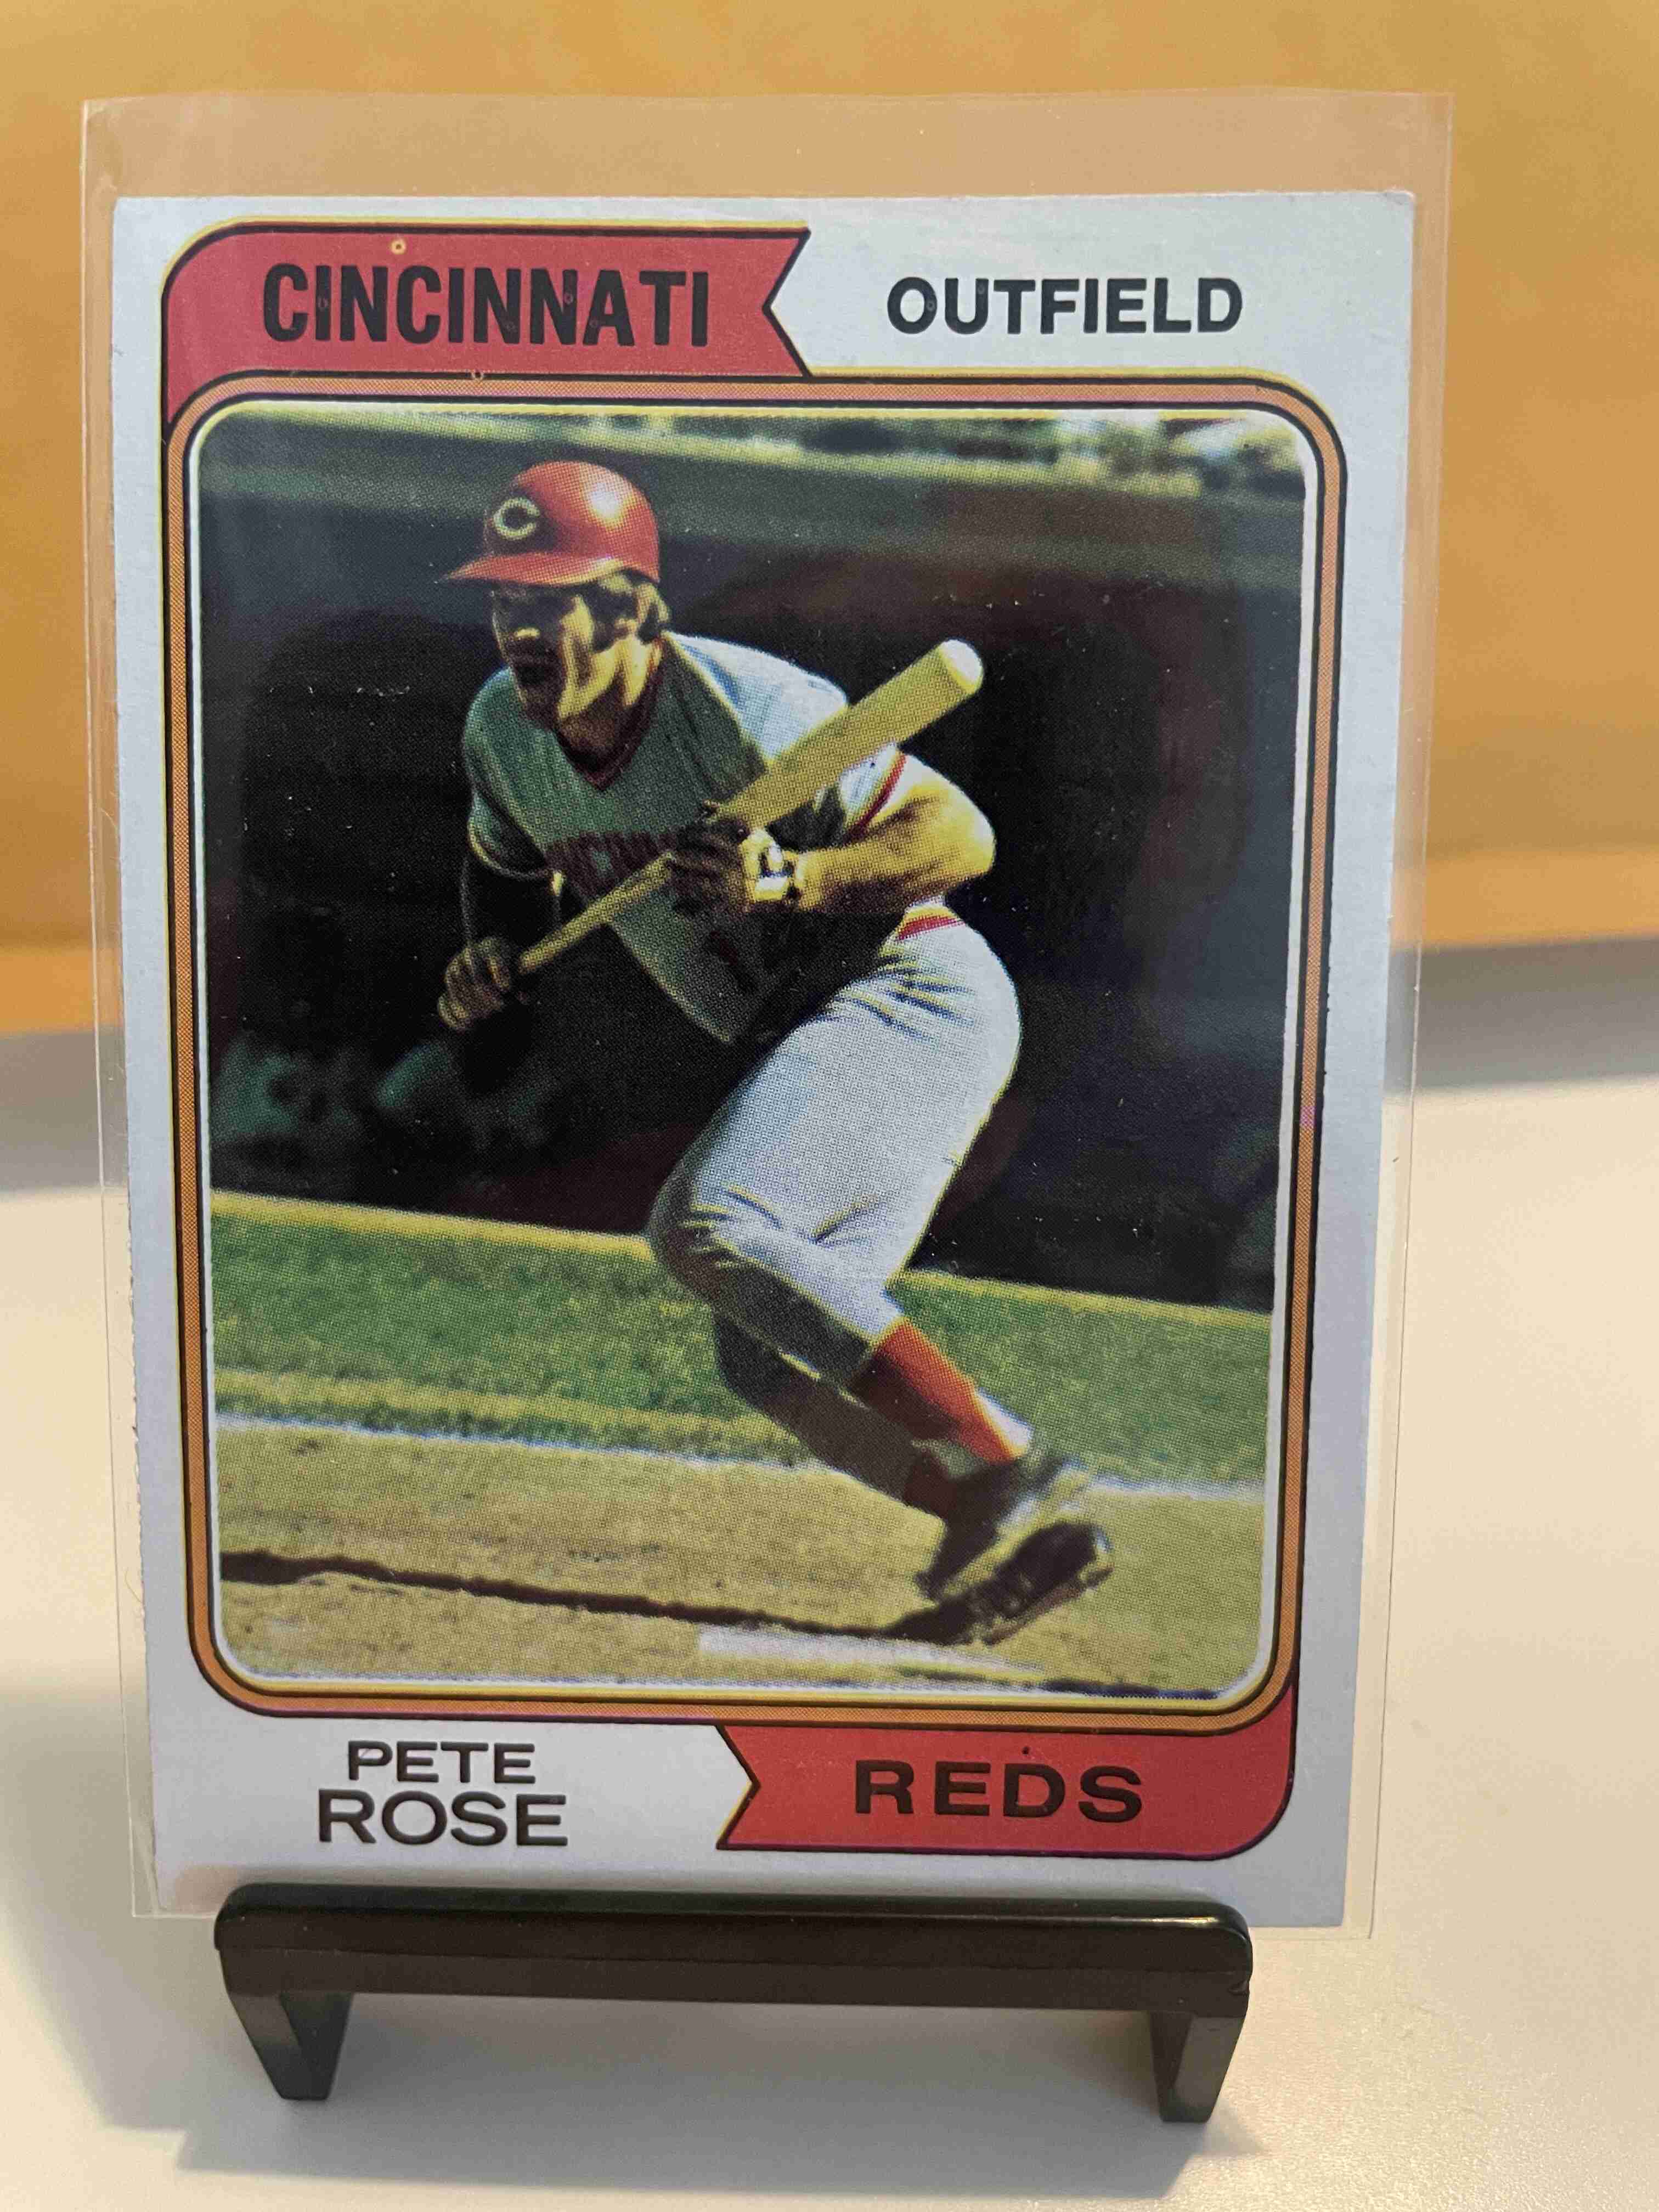 CINCINNATI
OUTFIELD
C
PETE
ROSE
REDS